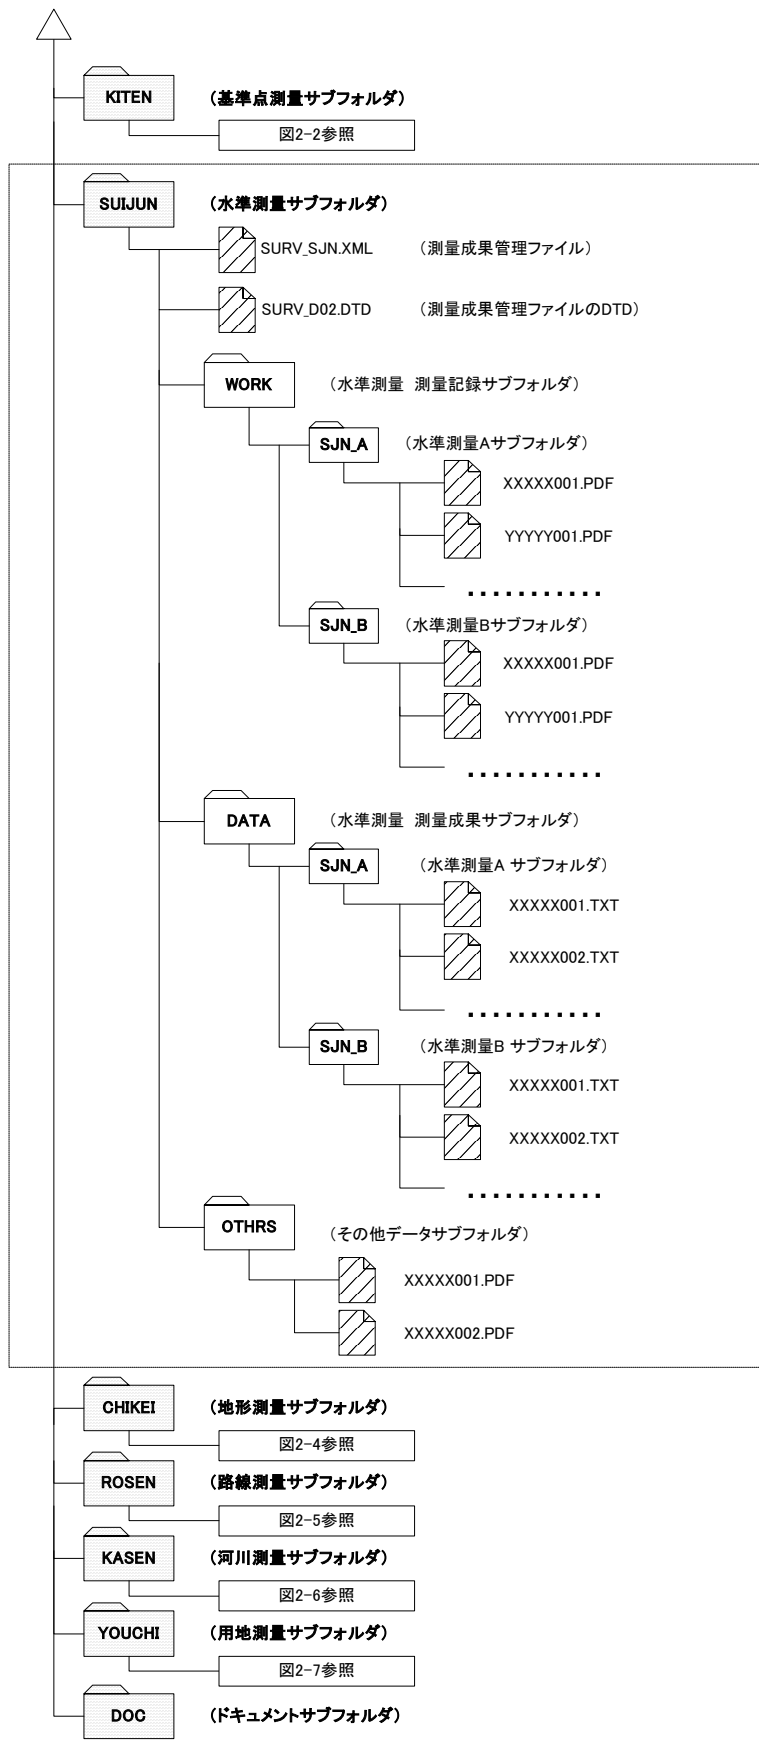 KITEN （基準点測量サブフォルダ）
図2-2参照
SUIJUN （水準測量サブフォルダ）
SURV_SJN.XML （測量成果管理ファイル）
SURV_D02.DTD （測量成果管理ファイルのDTD）
WORK （水準測量 測量記録サブフォルダ）
SJN_A （水準測量Aサブフォルダ）
XXXXX001.PDF
YYYYY001.PDF
...........
SJN_B （水準測量Bサブフォルダ）
XXXXX001.PDF
YYYYY001.PDF
...........
DATA （水準測量 測量成果サブフォルダ）
SJN_A （水準測量A サブフォルダ）
XXXXX001.TXT
XXXXX002.TXT
...........
SJN_B （水準測量B サブフォルダ）
XXXXX001.TXT
XXXXX002.TXT
...........
OTHRS （その他データサブフォルダ）
XXXXX001.PDF
XXXXX002.PDF
CHIKEI （地形測量サブフォルダ）
図2-4参照
ROSEN （路線測量サブフォルダ）
図2-5参照
KASEN （河川測量サブフォルダ）
図2-6参照
YOUCHI （用地測量サブフォルダ）
図2-7参照
DOC （ドキュメントサブフォルダ）